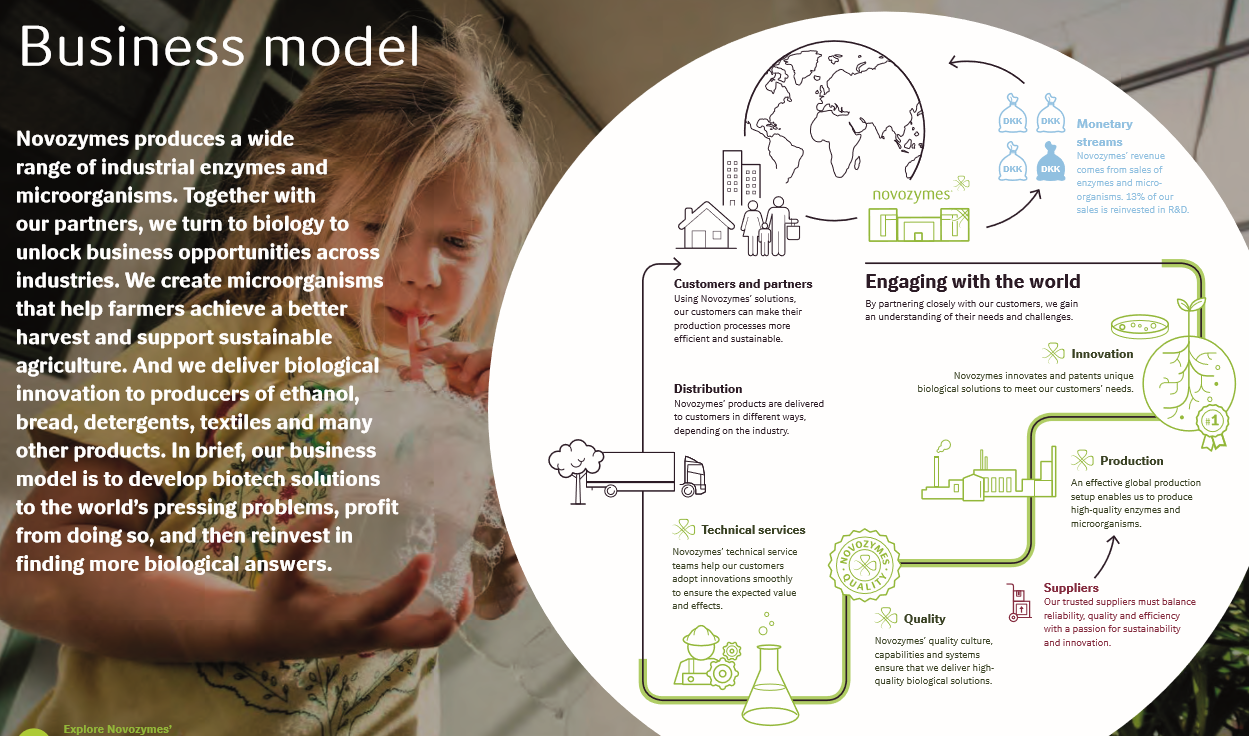 Business model
Novozymes produces a wide
range of industrial enzymes and
microorganisms. Together with
our partners, we turn to biology to
unlock business opportunities across
industries. We create microorganisms
that help farmers achieve a better
harvest and support sustainable
agriculture. And we deliver biological
innovation to producers of ethanol,
bread, detergents, textiles and many
other products. In brief, our business
model is to develop biotech solutions
to the world's pressing problems, profit
from doing so, and then reinvest in
finding more biological answers.
Explore Novozymes'
DKK
DKK
DKK
DKK
Monetary
streams
Novozymes' revenue
comes from sales of
enzymes and micro-
organisms. 13% of our
sales is reinvested in R&D.
novozymes
Customers and partners
Using Novozymes' solutions,
our customers can make their
production processes more
efficient and sustainable.
Engaging with the world
By partnering closely with our customers, we gain
an understanding of their needs and challenges.
Innovation
Novozymes innovates and patents unique
biological solutions to meet our customers' needs.
#1
Distribution
Novozymes' products are delivered
to customers in different ways,
depending on the industry.
Production
An effective global production
setup enables us to produce
high-quality enzymes and
microorganisms.
Technical services
Novozymes' technical service
teams help our customers
adopt innovations smoothly
to ensure the expected value
and effects.
NOVOZYMES
QUALITY
Suppliers
Our trusted suppliers must balance
reliability, quality and efficiency
with a passion for sustainability
and innovation.
Quality
Novozymes' quality culture,
capabilities and systems
ensure that we deliver high-
quality biological solutions.